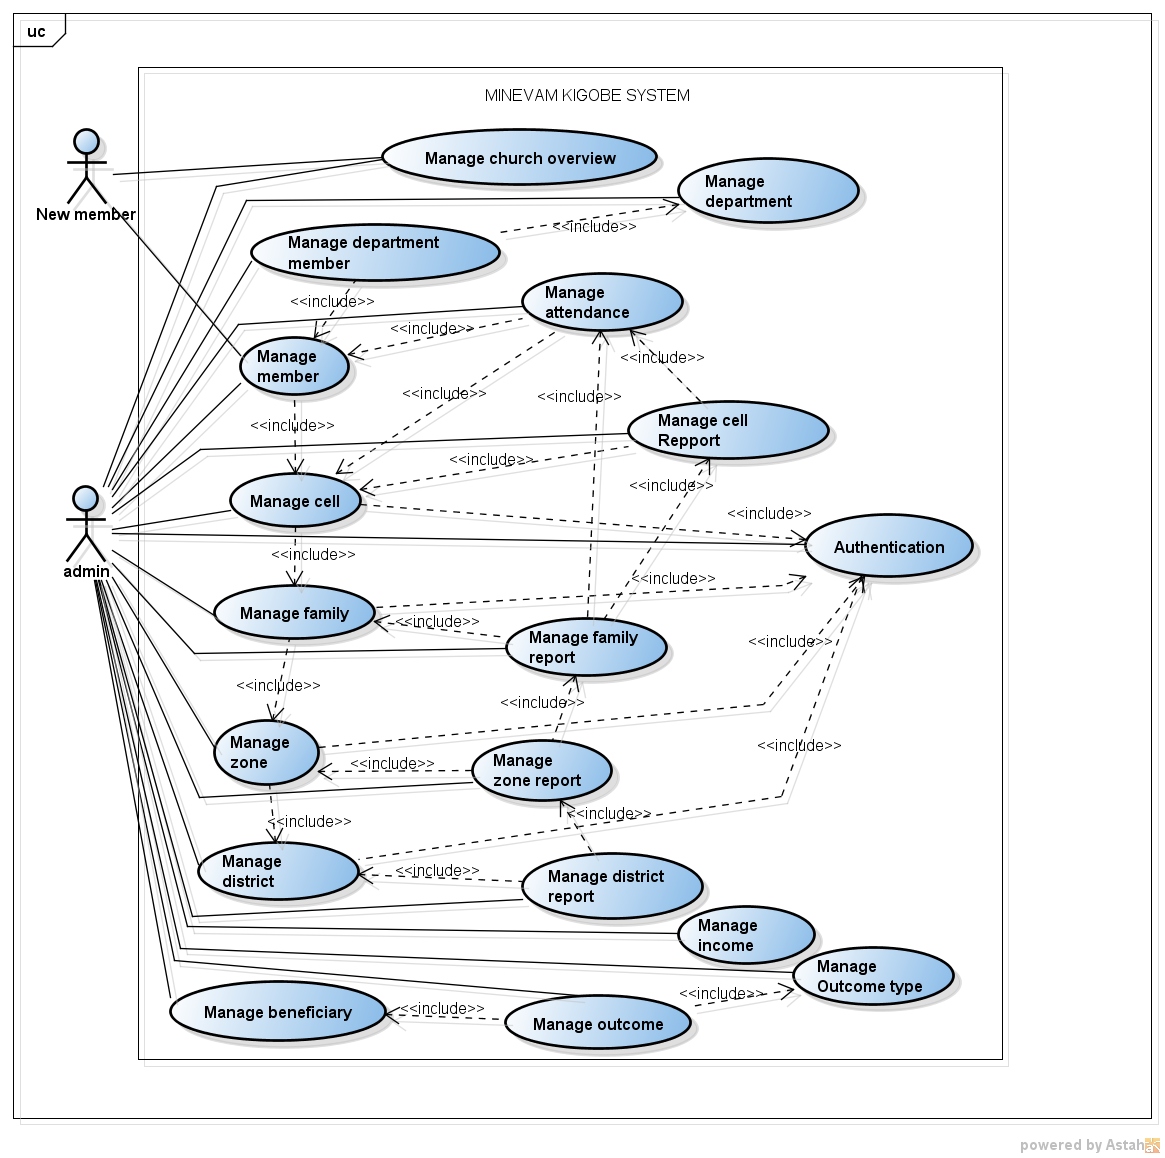 uc
MINEVAM KIGOBE SYSTEM
Manage church overview
Manage
department
New member
<<include>>
Manage department
member
Manage
attendance
<<include>>
<<include>>
Manage
member
<<include>>
<<include>>
<<include>>
Manage cell
Repport
<<include>>
<<include>>
<<include>>
Manage cell
<<include>>
Authentication
<<include>>
admin
<<include>>
Manage family
<<include>>
Manage family
report
<<include>>
<<include>>
<<include>>
Manage
zone
<<include>>
<<include>>
Manage
zone report
<<include>>
<<include>>
Manage
district
<<include>>
Manage district
report
Manage
income
Manage
Outcome type
<<include>>
Manage beneficiary
<<include>>
Manage outcome
powered by Astah